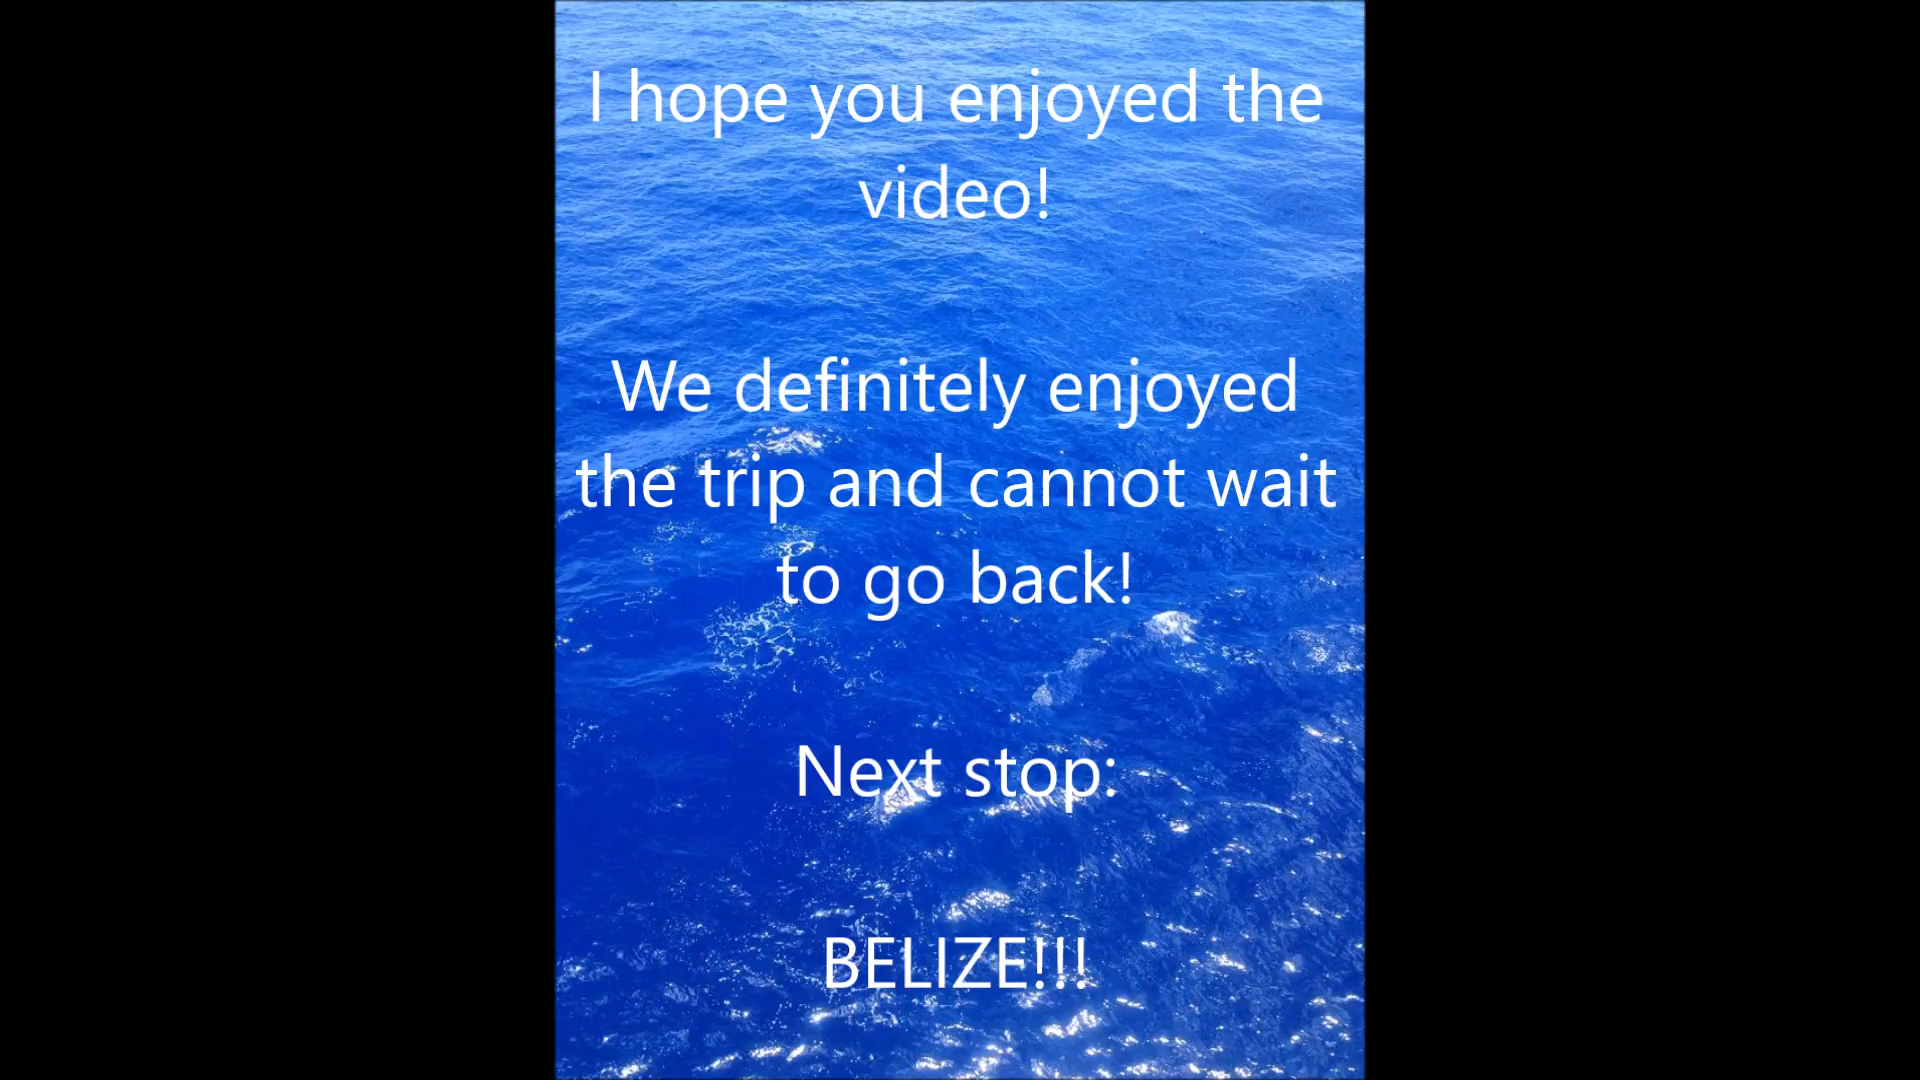 I hope you enjoyed the
video!
We definitely enjoyed
the trip and cannot wait
to go back!
Next stop:
BELIZE!!!